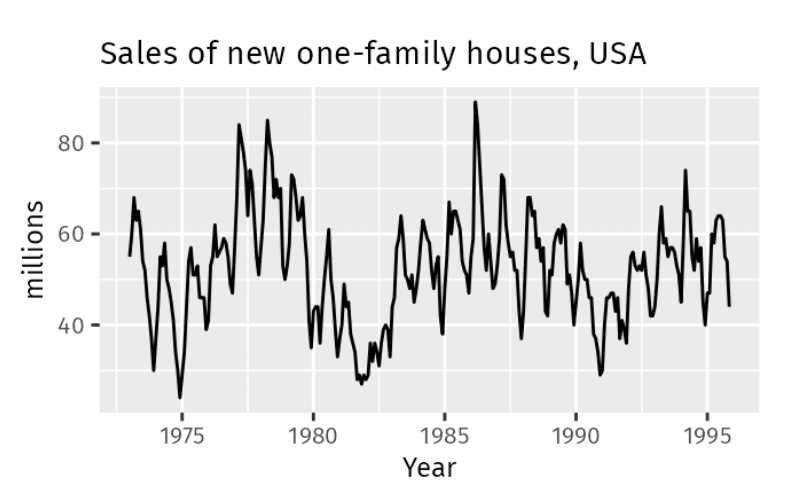 Sales of new one-family houses, USA
80
60
40
millions
1975 1980 1985 1990 1995
Year